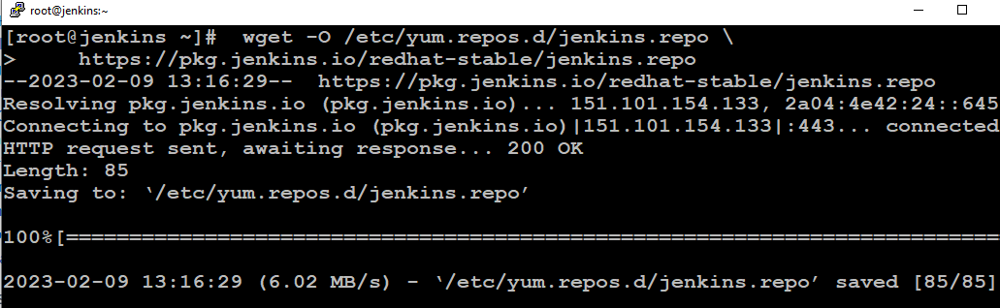 root@jenkins:~
[root@jenkins ~]#  wget -O /etc/yum.repos.d/jenkins.repo \
>     https://pkg.jenkins.io/redhat-stable/jenkins.repo
--2023-02-09 13:16:29--  https://pkg.jenkins.io/redhat-stable/jenkins.repo
Resolving pkg.jenkins.io (pkg.jenkins.io)... 151.101.154.133, 2a04:4e42:24::645
Connecting to pkg.jenkins.io (pkg.jenkins.io)|151.101.154.133|:443... connected
HTTP request sent, awaiting response... 200 OK
Length: 85
Saving to: ‘/etc/yum.repos.d/jenkins.repo’
100%[==========================================================================
2023-02-09 13:16:29 (6.02 MB/s) - ‘/etc/yum.repos.d/jenkins.repo’ saved [85/85]